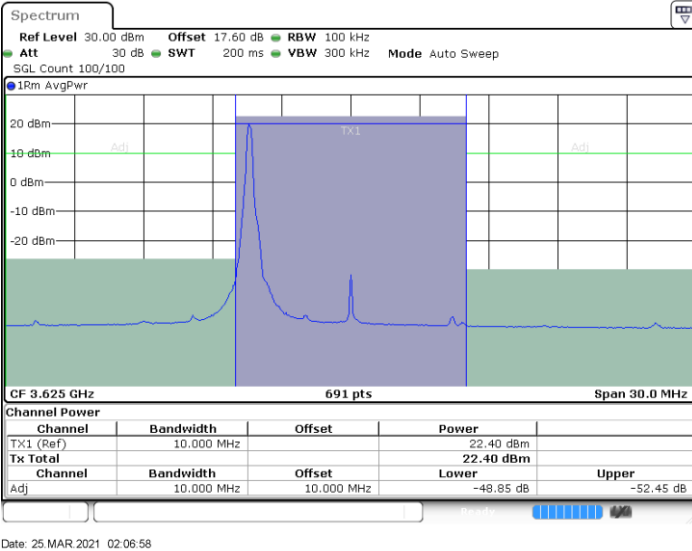 Spectrum
Ref Level 30.00 dBm Offset 17.60 dB RBW 100 kHz
Att 30 dB SWT 200 ms VBW 300 kHz Mode Auto Sweep
SGL Count 100/100
1Rm AvgPwr
20 dBm
TX1
10 dBm Adj Adj
0 dBm
-10 dBm
-20 dBm
CF 3.625 GHz 691 pts Span 30.0 MHz
Channel Power
Channel Bandwidth Offset Power
TX1 (Ref) 10.000 MHz 22.40 dBm
Tx Total 22.40 dBm
Channel Bandwidth Offset Lower Upper
Adj 10.000 MHz 10.000 MHz -48.85 dB -52.45 dB
Ready
Date: 25.MAR.2021 02:06:58